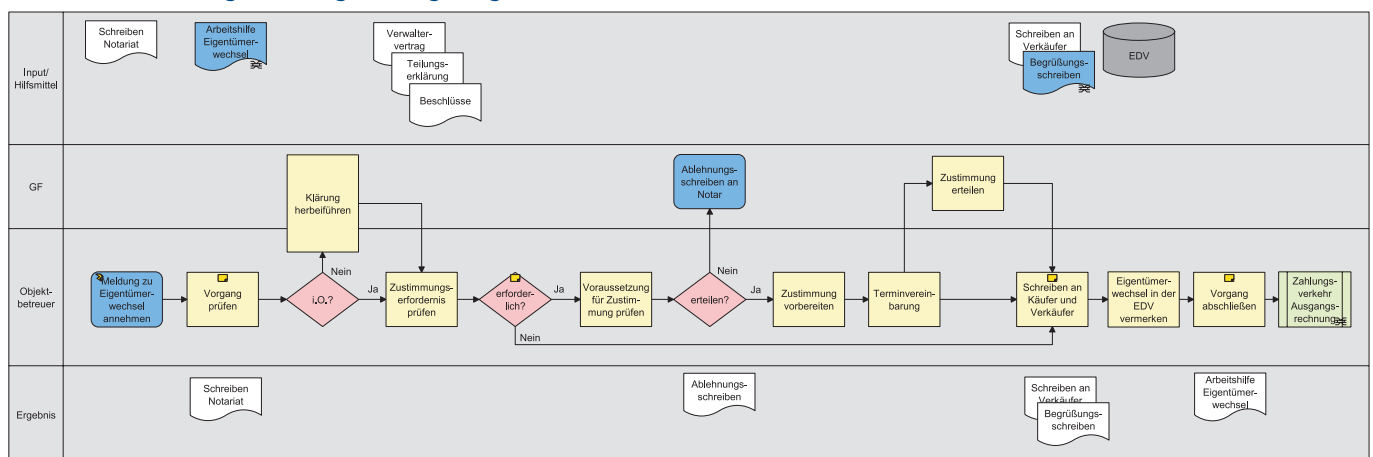 Schreiben
Notariat
Arbeitshilfe
Eigentümer-
wechsel
Verwalter-
vertrag
Teilungs-
erklärung
Beschlüsse
Schreiben an
Verkäufer
Begrüßungs-
schreiben
EDV
Input/
Hilfsmittel
GF
Klärung
herbeiführen
Ablehnungs-
schreiben an
Notar
Zustimmung
erteilen
Objekt-
betreuer
Meldung zu
Eigentümer-
wechsel
annehmen
Vorgang
prüfen
i.O.?
Nein
Ja
Zustimmungs-
erfordernis
prüfen
erforder-
lich?
Ja
Nein
Voraussetzung
für Zustim-
mung prüfen
erteilen?
Nein
Ja
Zustimmung
vorbereiten
Terminverein-
barung
Schreiben an
Käufer und
Verkäufer
Eigentümer-
wechsel in der
EDV
vermerken
Vorgang
abschließen
Zahlungs-
verkehr
Ausgangs-
rechnung
Ergebnis
Schreiben
Notariat
Ablehnungs-
schreiben
Schreiben an
Verkäufer
Begrüßungs-
schreiben
Arbeitshilfe
Eigentümer-
wechsel